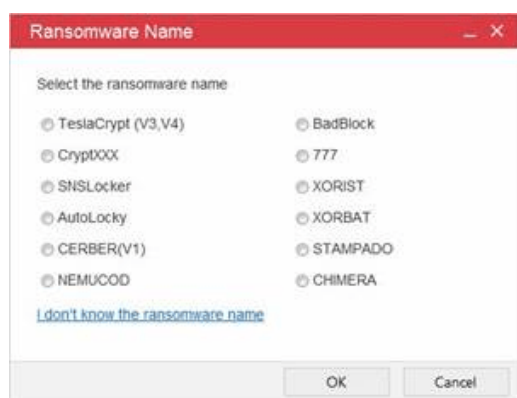 Ransomware Name
Select the ransomware name
TeslaCrypt (V3,V4)
BadBlock
CryptXXX
777
SNSLocker
XORIST
AutoLocky
XORBAT
CERBER(V1)
STAMPADO
NEMUCOD
CHIMERA
I don't know the ransomware name
OK
Cancel